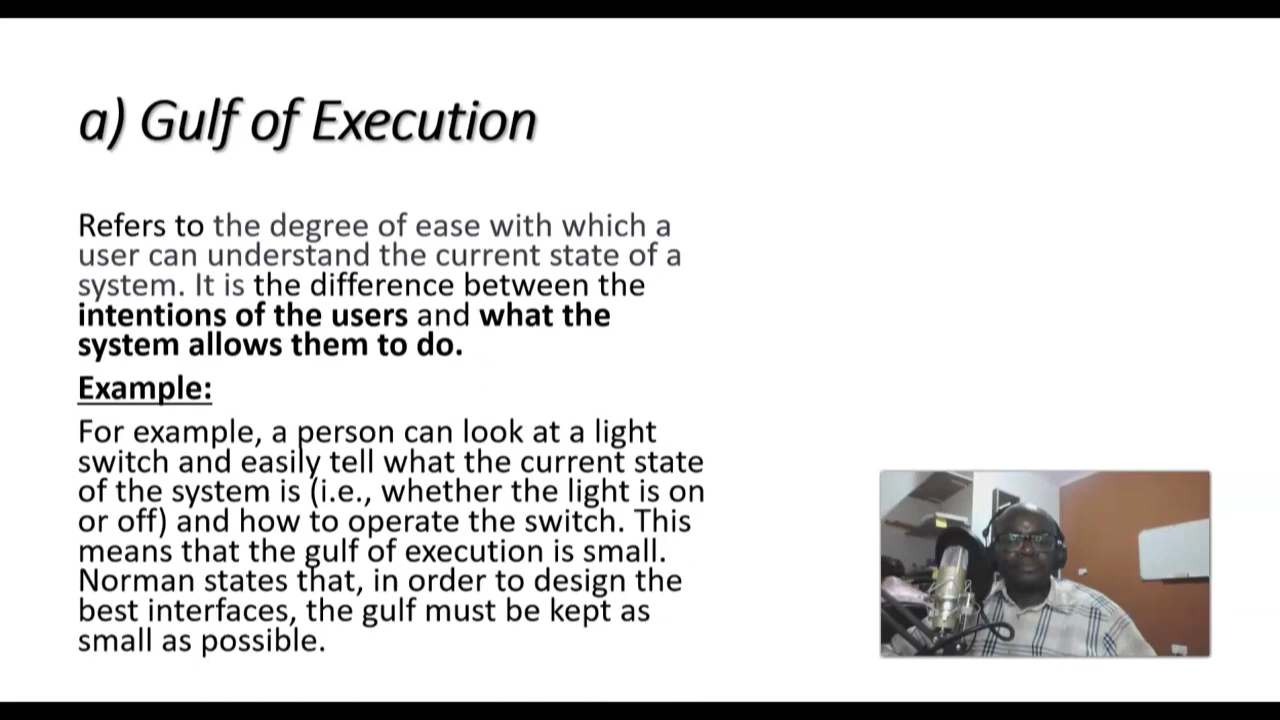 a) Gulf of Execution
Refers to the degree of ease with which a
user can understand the current state of a
system. It is the difference between the
intentions of the users and what the
system allows them to do.
Example:
For example, a person can look at a light
switch and easily tell what the current state
of the system is (i.e., whether the light is on
or off) and how to operate the switch. This
means that the gulf of execution is small.
Norman states that, in order to design the
best interfaces, the gulf must be kept as
small as possible.